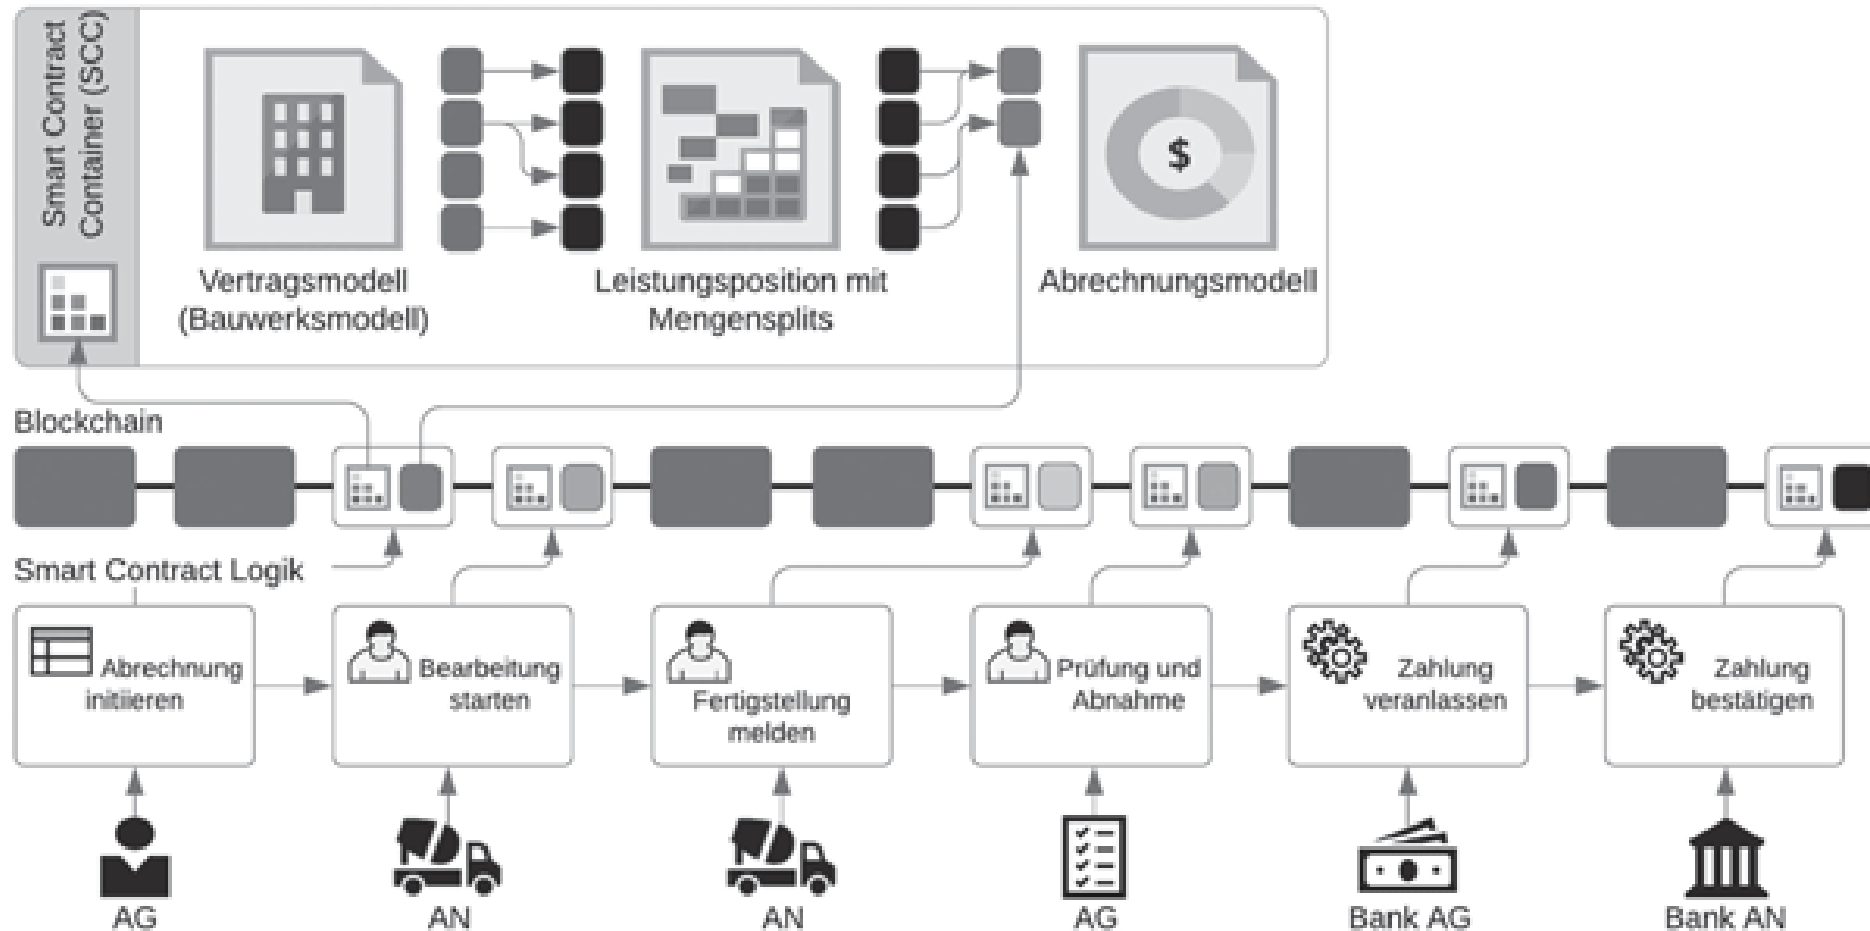 Smart Contract
Container (SCC)
Vertragsmodell
(Bauwerksmodell)
Leistungsposition mit
Mengensplits
$
Abrechnungsmodell
Blockchain
Smart Contract Logik
Abrechnung
initiieren
Bearbeitung
starten
Fertigstellung
melden
Prüfung und
Abnahme
Zahlung
veranlassen
Zahlung
bestätigen
AG
AN
AN
AG
Bank AG
Bank AN